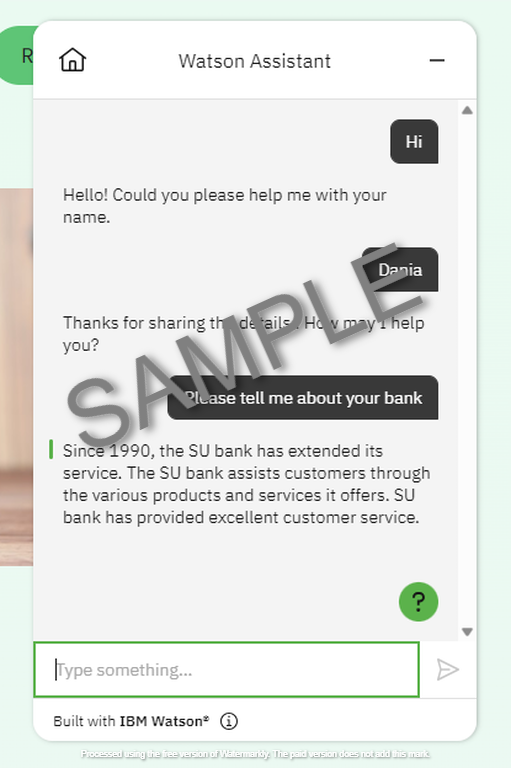 R
Watson Assistant
Hi
Hello! Could you please help me with your
name.
Dania
Thanks for sharing the details. How may I help
you?
SAMPLE
Please tell me about your bank
Since 1990, the SU bank has extended its
service. The SU bank assists customers through
the various products and services it offers. SU
bank has provided excellent customer service.
?
Type something...
Built with IBM Watson®
Processed using the free version of Watermarkly. The paid version does not add this mark.